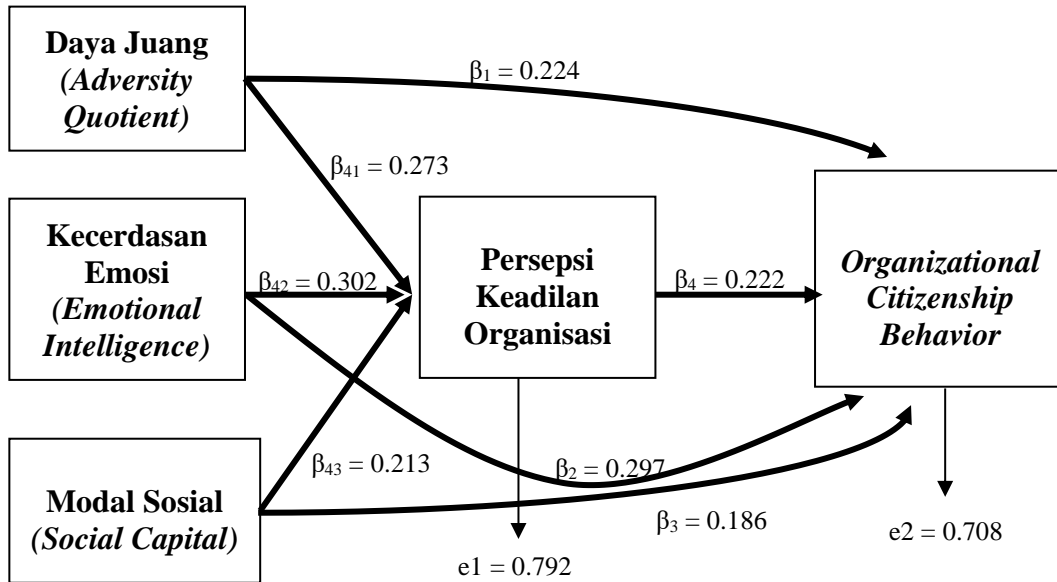 Daya Juang
(Adversity
Quotient)
β1 = 0.224
β41 = 0.273
Kecerdasan
Emosi
(Emotional
Intelligence)
β42 = 0.302
Persepsi
Keadilan
Organisasi
β4 = 0.222
Organizational
Citizenship
Behavior
Modal Sosial
(Social Capital)
β43 = 0.213
β2 = 0.297
β3 = 0.186
e1 = 0.792
e2 = 0.708